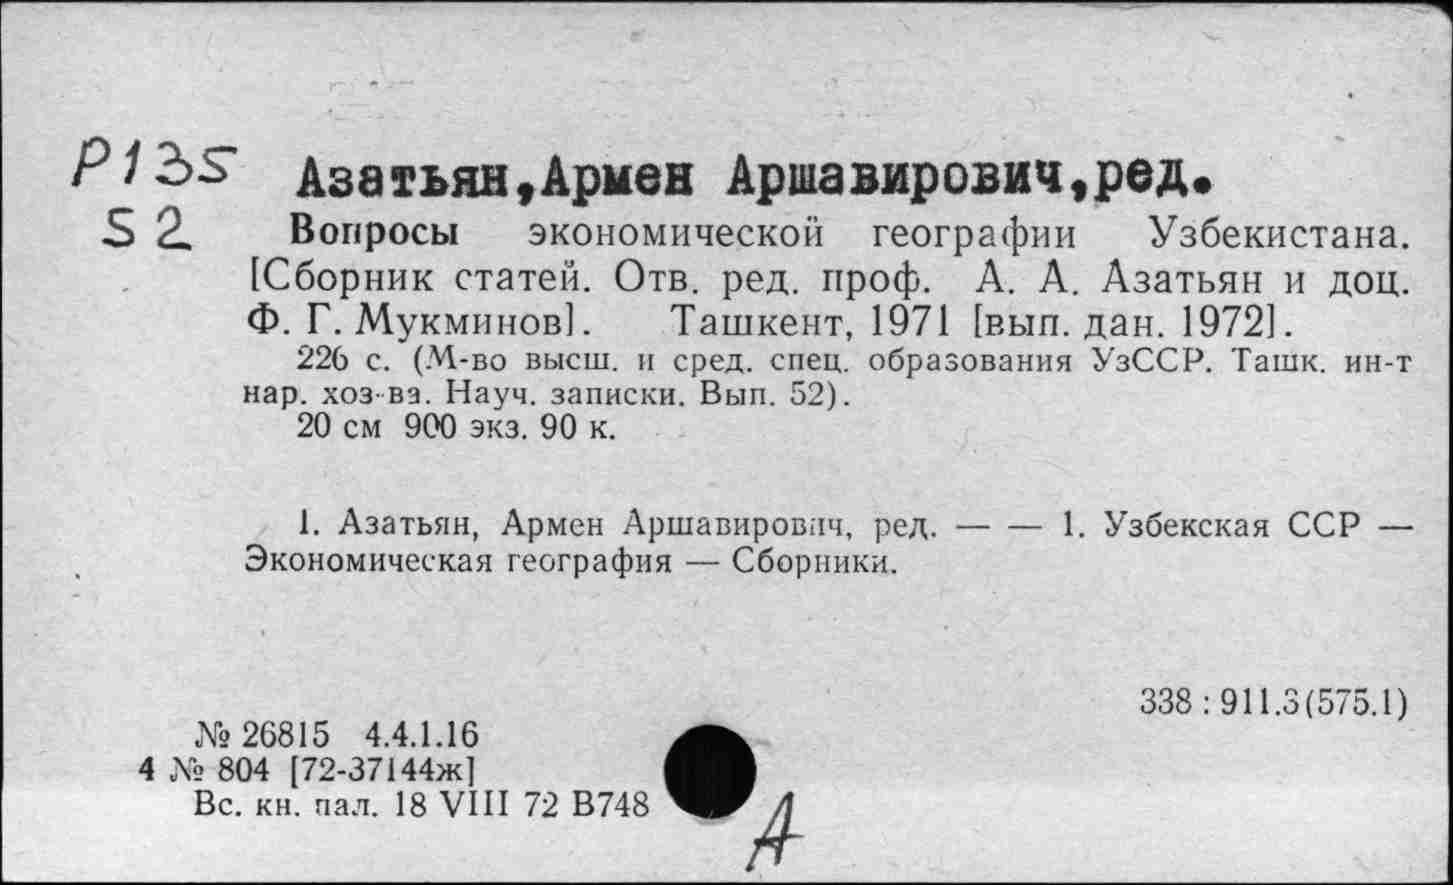 Р135 Азатьян,Армен Аршавирович,ред.
S2 Вопросы экономической географии Узбекистана.
[Сборник статей. Отв. ред. проф. А. А. Азатьян и доц.
Ф. Г. Мукминов]. Ташкент, 1971 [вып. дан. 1972].
226 с. (М-во высш. и сред. спец. образования УзССР. Ташк. ин-т
нар. хоз-ва. Науч. записки. Вып. 52).
20 см 900 экз. 90 к.
1. Азатьян, Армен Аршавирович, ред. — — 1. Узбекская ССР —
Экономическая география — Сборники.
338 : 911.3(575.1)
№ 26815 4.4.1.16
4 № 804 [72-37144ж]
Вс. кн. пал. 18 VIII 72 В748
А